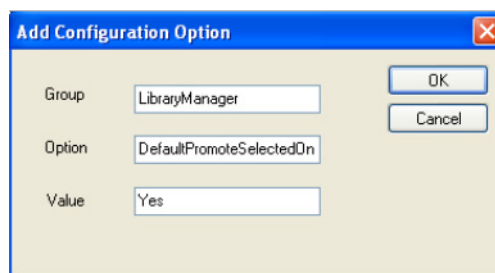 Add Configuration Option
Group
LibraryManager
OK
Cancel
Option
DefaultPromoteSelectedOn
Value
Yes